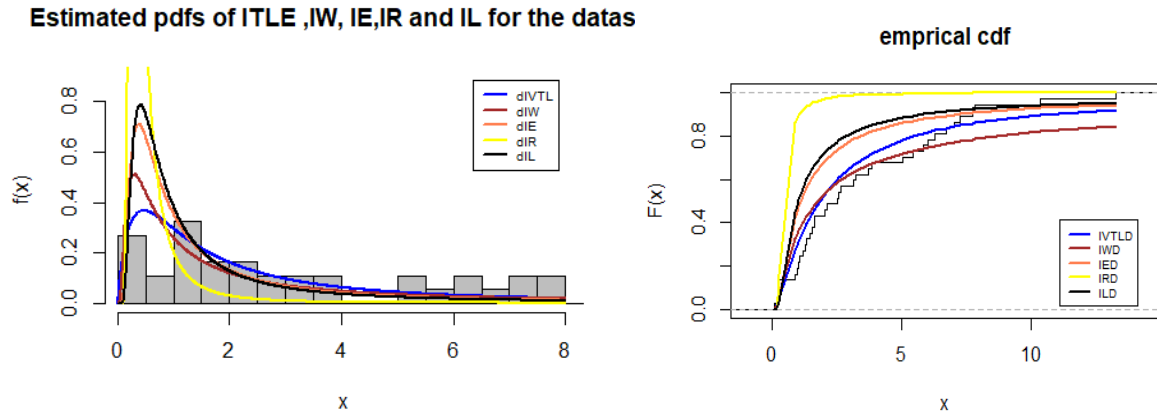 Estimated pdfs of ITLE ,IW, IE,IR and IL for the datas
f(x)
0.8
0.6
0.4
0.2
0.0
dIVTL
dIW
dIE
dIR
dIL
0 2 4 6 8
x
emprical cdf
F(x)
0.8
0.4
0.0
IVTLD
IWD
IED
IRD
ILD
0 5 10
x